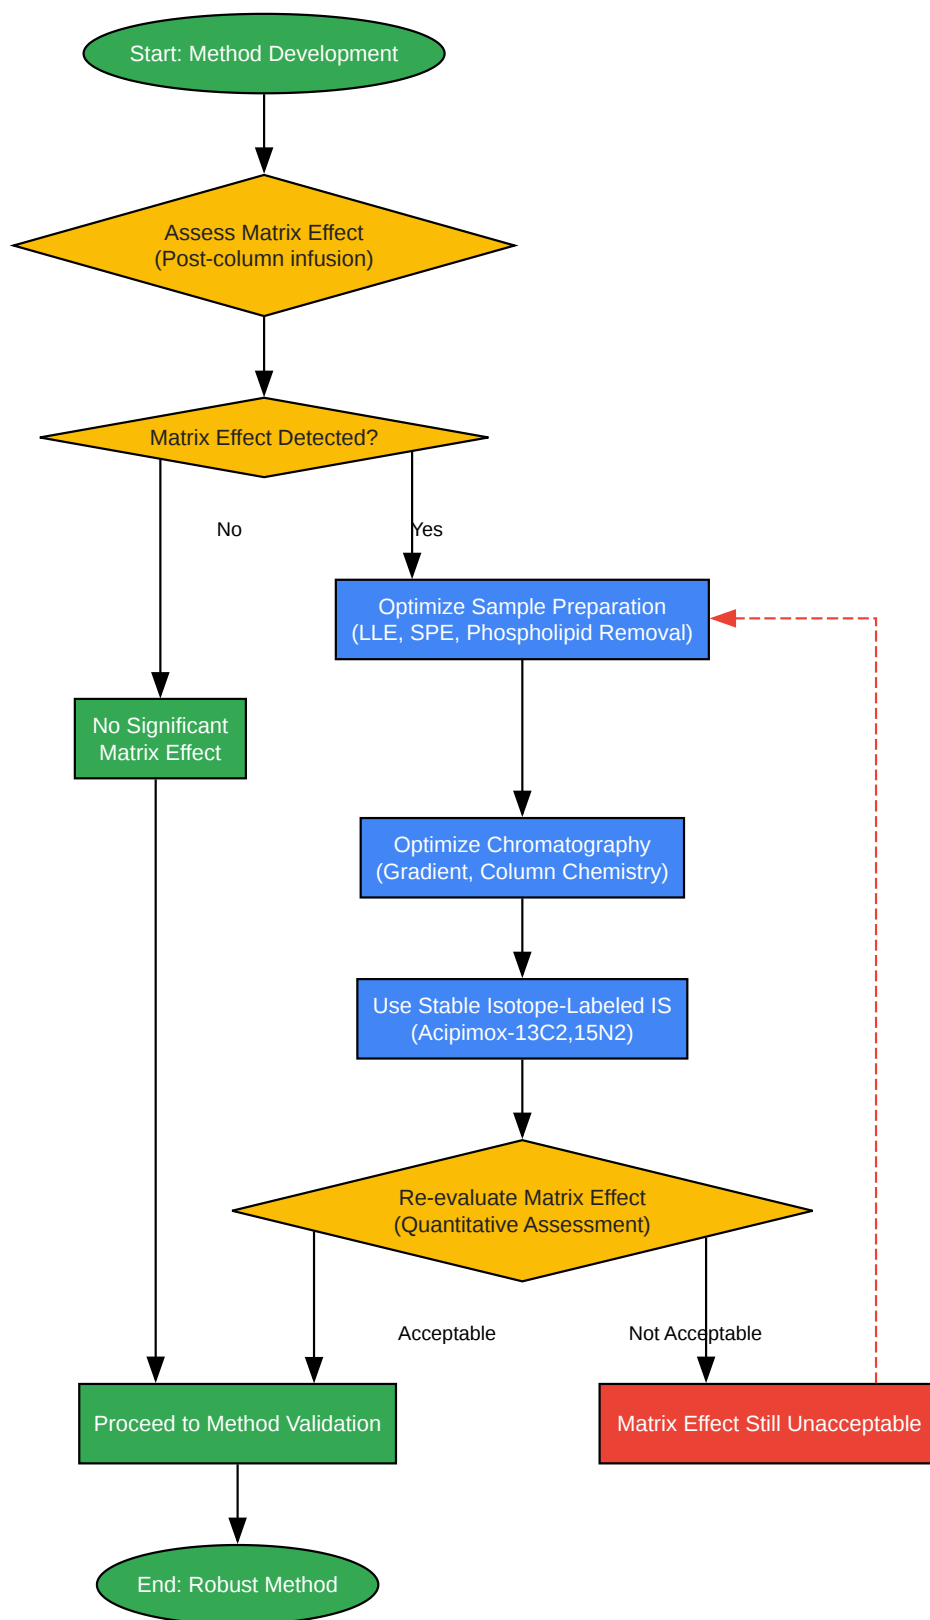 Start: Method Development
Assess Matrix Effect
(Post-column infusion)
Matrix Effect Detected?
No
Yes
Optimize Sample Preparation
(LLE, SPE, Phospholipid Removal)
No Significant
Matrix Effect
Optimize Chromatography
(Gradient, Column Chemistry)
Use Stable Isotope-Labeled IS
(Acipimox-13C2,15N2)
Re-evaluate Matrix Effect
(Quantitative Assessment)
Acceptable
Not Acceptable
Proceed to Method Validation
Matrix Effect Still Unacceptable
End: Robust Method